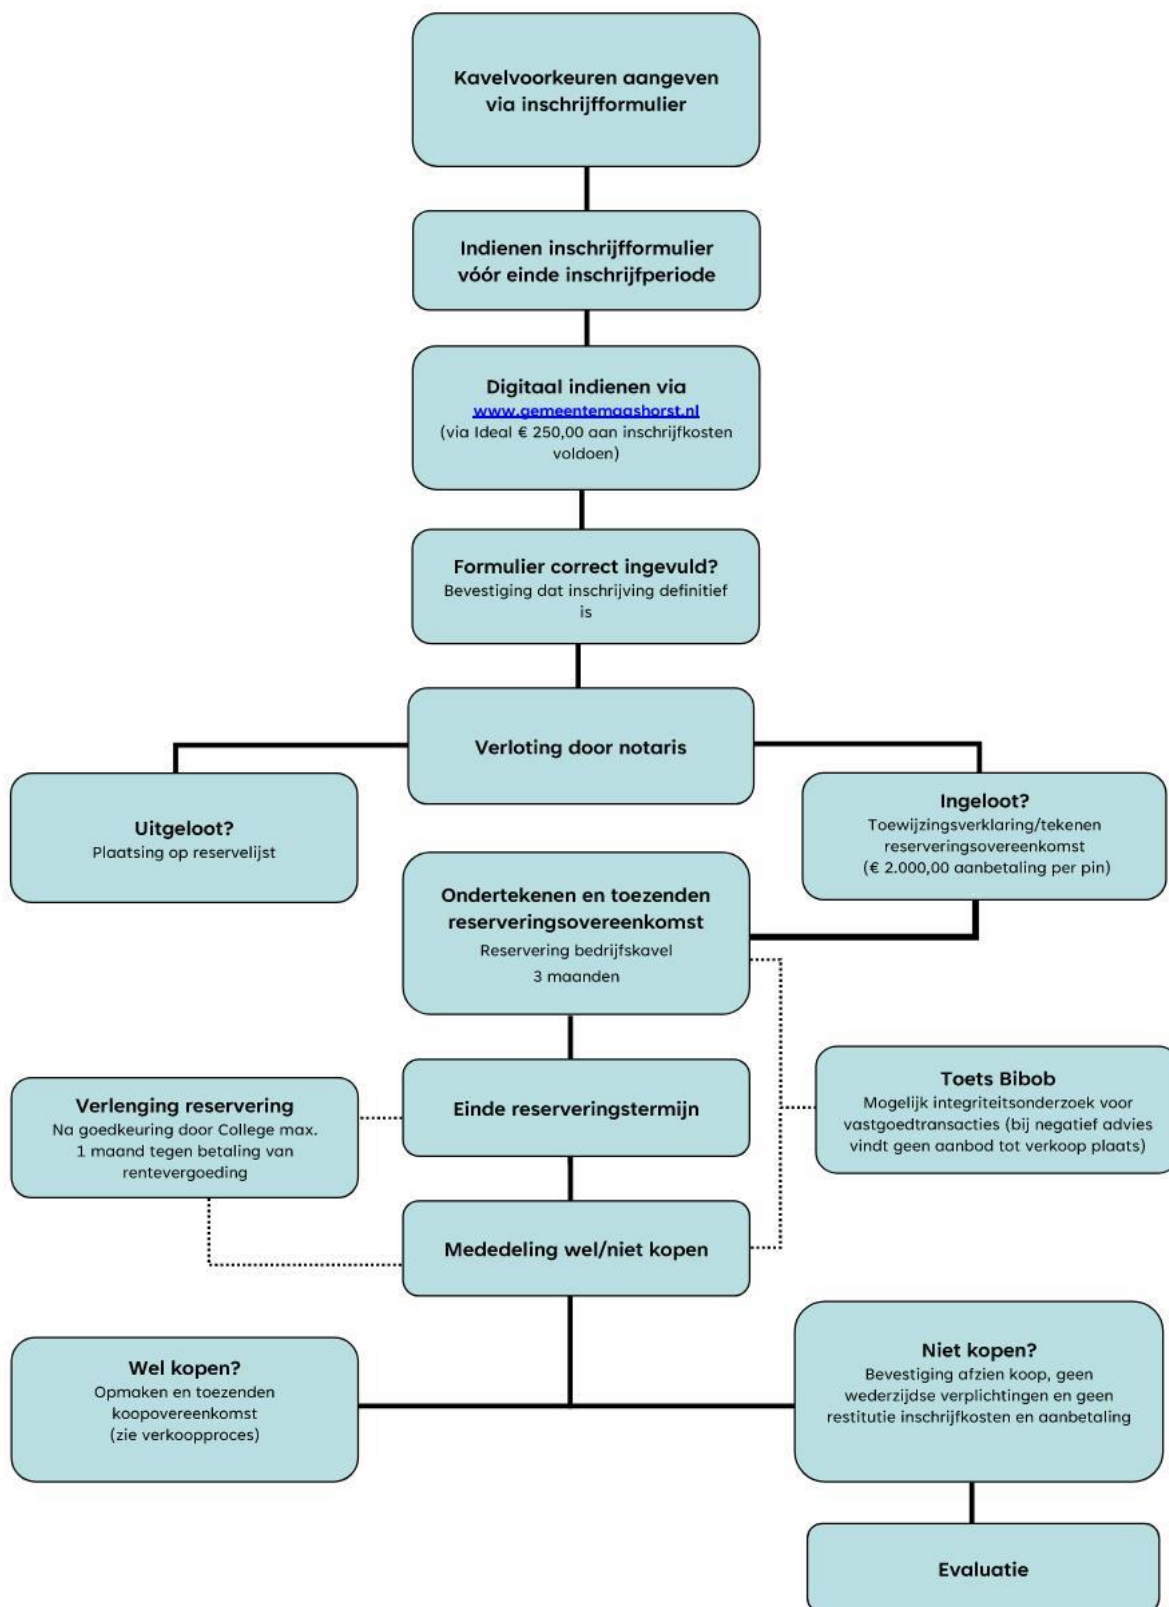 Kavelvoorkeuren aangeven
via inschrijfformulier
Indienen inschrijfformulier
vóór einde inschrijfperiode
Digitaal indienen via
www.gemeentemaashorst.nl
(via Ideal € 250,00 aan inschrijfkosten
voldoen)
Formulier correct ingevuld?
Bevestiging dat inschrijving definitief
is
Verloting door notaris
Uitgeloot?
Plaatsing op reservelijst
Ingeloot?
Toewijzingsverklaring/tekenen
reserveringsovereenkomst
(€ 2.000,00 aanbetaling per pin)
Ondertekenen en toezenden
reserveringsovereenkomst
Reservering bedrijfskavel
3 maanden
Einde reserveringstermijn
Verlenging reservering
Na goedkeuring door College max.
1 maand tegen betaling van
rentevergoeding
Toets Bibob
Mogelijk integriteitsonderzoek voor
vastgoedtransacties (bij negatief advies
vindt geen aanbod tot verkoop plaats)
Mededeling wel/niet kopen
Wel kopen?
Opmaken en toezenden
koopovereenkomst
(zie verkoopproces)
Niet kopen?
Bevestiging afzien koop, geen
wederzijdse verplichtingen en geen
restitutie inschrijfkosten en aanbetaling
Evaluatie